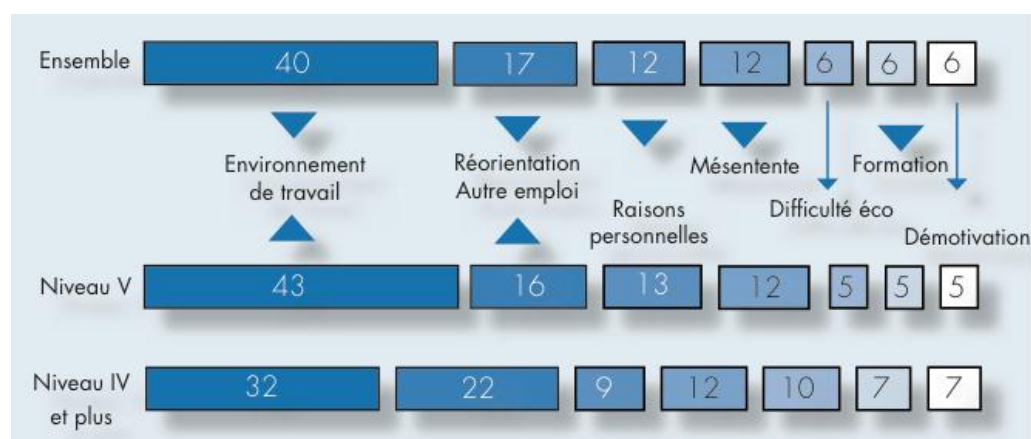 Ensemble 40 17 12 12 6 6 6
Environnement
de travail
Réorientation
Autre emploi
Raisons
personnelles
Mésentente
Difficulté éco
Formation
Démotivation
Niveau V 43 16 13 12 5 5 5
Niveau IV
et plus
32 22 9 12 10 7 7